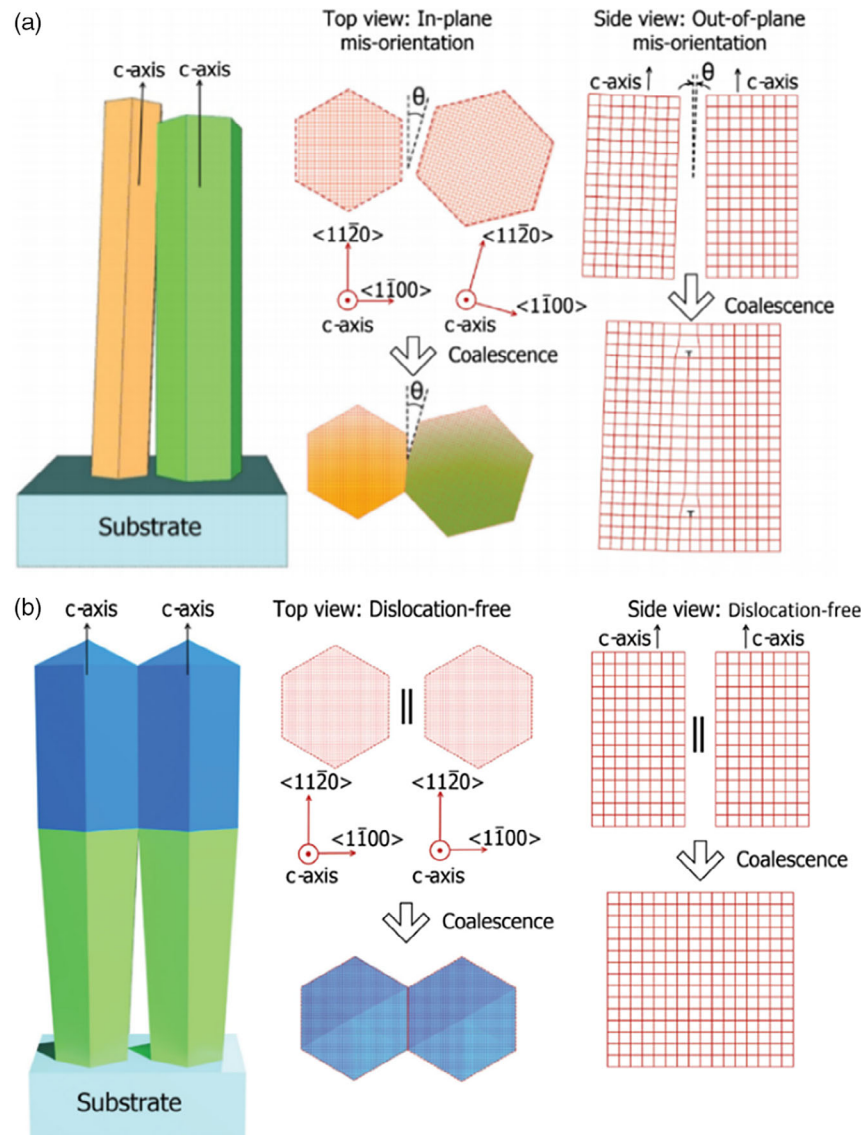 (a)
Top view: In-plane
mis-orientation
Side view: Out-of-plane
mis-orientation
c-axis
c-axis
θ
c-axis
θ
c-axis
<112̄0>
<11̄00>
c-axis
<112̄0>
<11̄00>
c-axis
Coalescence
Coalescence
θ
Substrate
(b)
c-axis
c-axis
Top view: Dislocation-free
Side view: Dislocation-free
c-axis
c-axis
||
||
<112̄0>
<11̄00>
c-axis
<112̄0>
<11̄00>
c-axis
Coalescence
Coalescence
Substrate